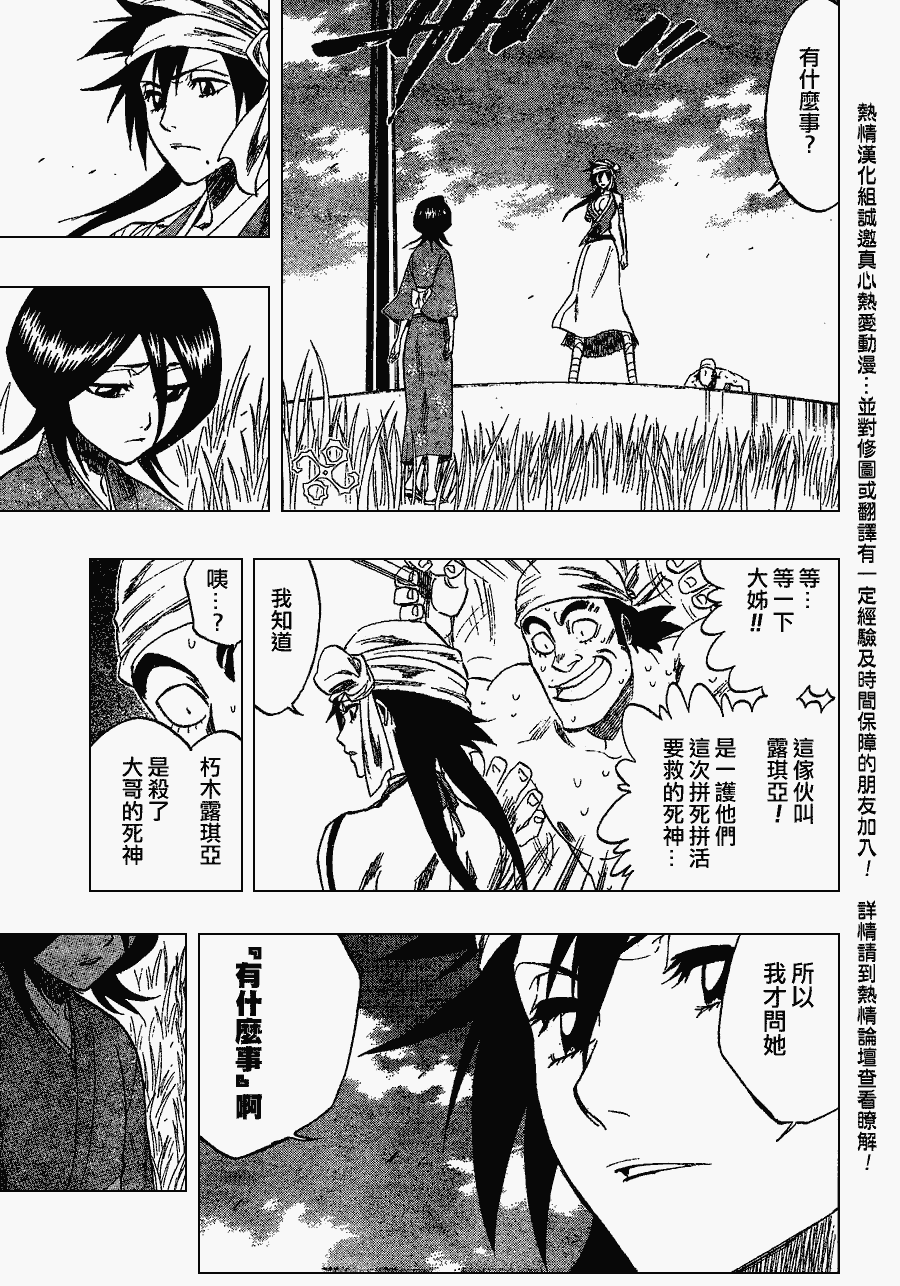 有什麼事？
等…
等一下
大姊!!
這傢伙叫
露琪亞！
是一護他們
這次拼死拼活
要救的死神…
我知道
咦…？
朽木露琪亞
是殺了
大哥的死神
所以
我才問她
『有什麼事』啊
熱情漢化組誠邀真心熱愛動漫…並對修圖或翻譯有一定經驗及時間保障的朋友加入！ 詳情請到熱情論壇查看瞭解！